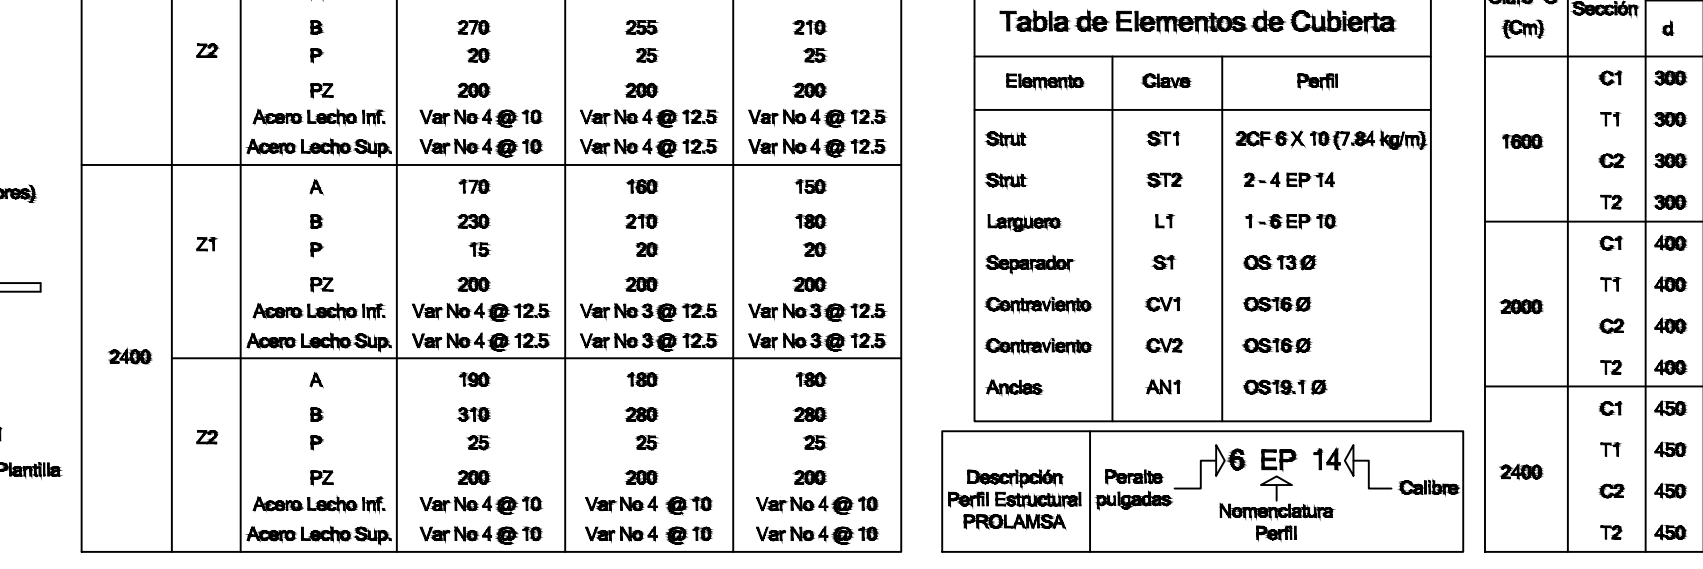 B 270 255 210
Z2 P 20 25 25
PZ 200 200 200
Acero Lecho Inf. Var No 4 @ 10 Var No 4 @ 12.5 Var No 4 @ 12.5
Acero Lecho Sup. Var No 4 @ 10 Var No 4 @ 12.5 Var No 4 @ 12.5
2400
Z1
A 170 160 150
B 230 210 180
P 15 20 20
PZ 200 200 200
Acero Lecho Inf. Var No 4 @ 12.5 Var No 3 @ 12.5 Var No 3 @ 12.5
Acero Lecho Sup. Var No 4 @ 12.5 Var No 3 @ 12.5 Var No 3 @ 12.5
Z2
A 190 180 180
B 310 280 280
P 25 25 25
PZ 200 200 200
Acero Lecho Inf. Var No 4 @ 10 Var No 4 @ 10 Var No 4 @ 10
Acero Lecho Sup. Var No 4 @ 10 Var No 4 @ 10 Var No 4 @ 10
Plantilla
Tabla de Elementos de Cubierta
Elemento Clave Perfil
Strut ST1 2CF 6 X 10 (7.84 kg/m)
Strut ST2 2 - 4 EP 14
Larguero L1 1 - 6 EP 10
Separador S1 OS 13 Ø
Contraviento CV1 OS16 Ø
Contraviento CV2 OS16 Ø
Anclas AN1 OS19.1 Ø
Descripción
Perfil Estructural
PROLAMSA
Peralte
pulgadas
6 EP 14
Calibre
Nomenclatura
Perfil
(Cm) Sección d
1600
C1 300
T1 300
C2 300
T2 300
2000
C1 400
T1 400
C2 400
T2 400
2400
C1 450
T1 450
C2 450
T2 450